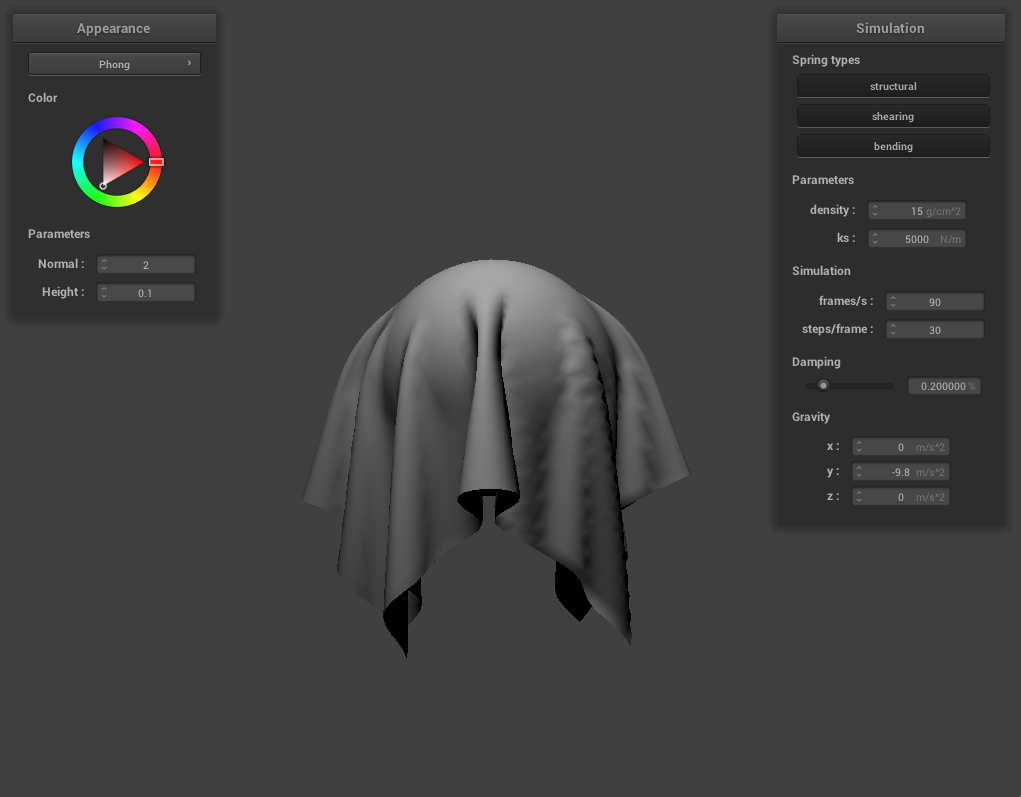 Appearance
Phong ›
Color
Parameters
Normal : 2
Height : 0.1
Simulation
Spring types
structural
shearing
bending
Parameters
density : 15 g/cm^2
ks : 5000 N/m
Simulation
frames/s : 90
steps/frame : 30
Damping
0.200000 %
Gravity
x : 0 m/s^2
y : -9.8 m/s^2
z : 0 m/s^2